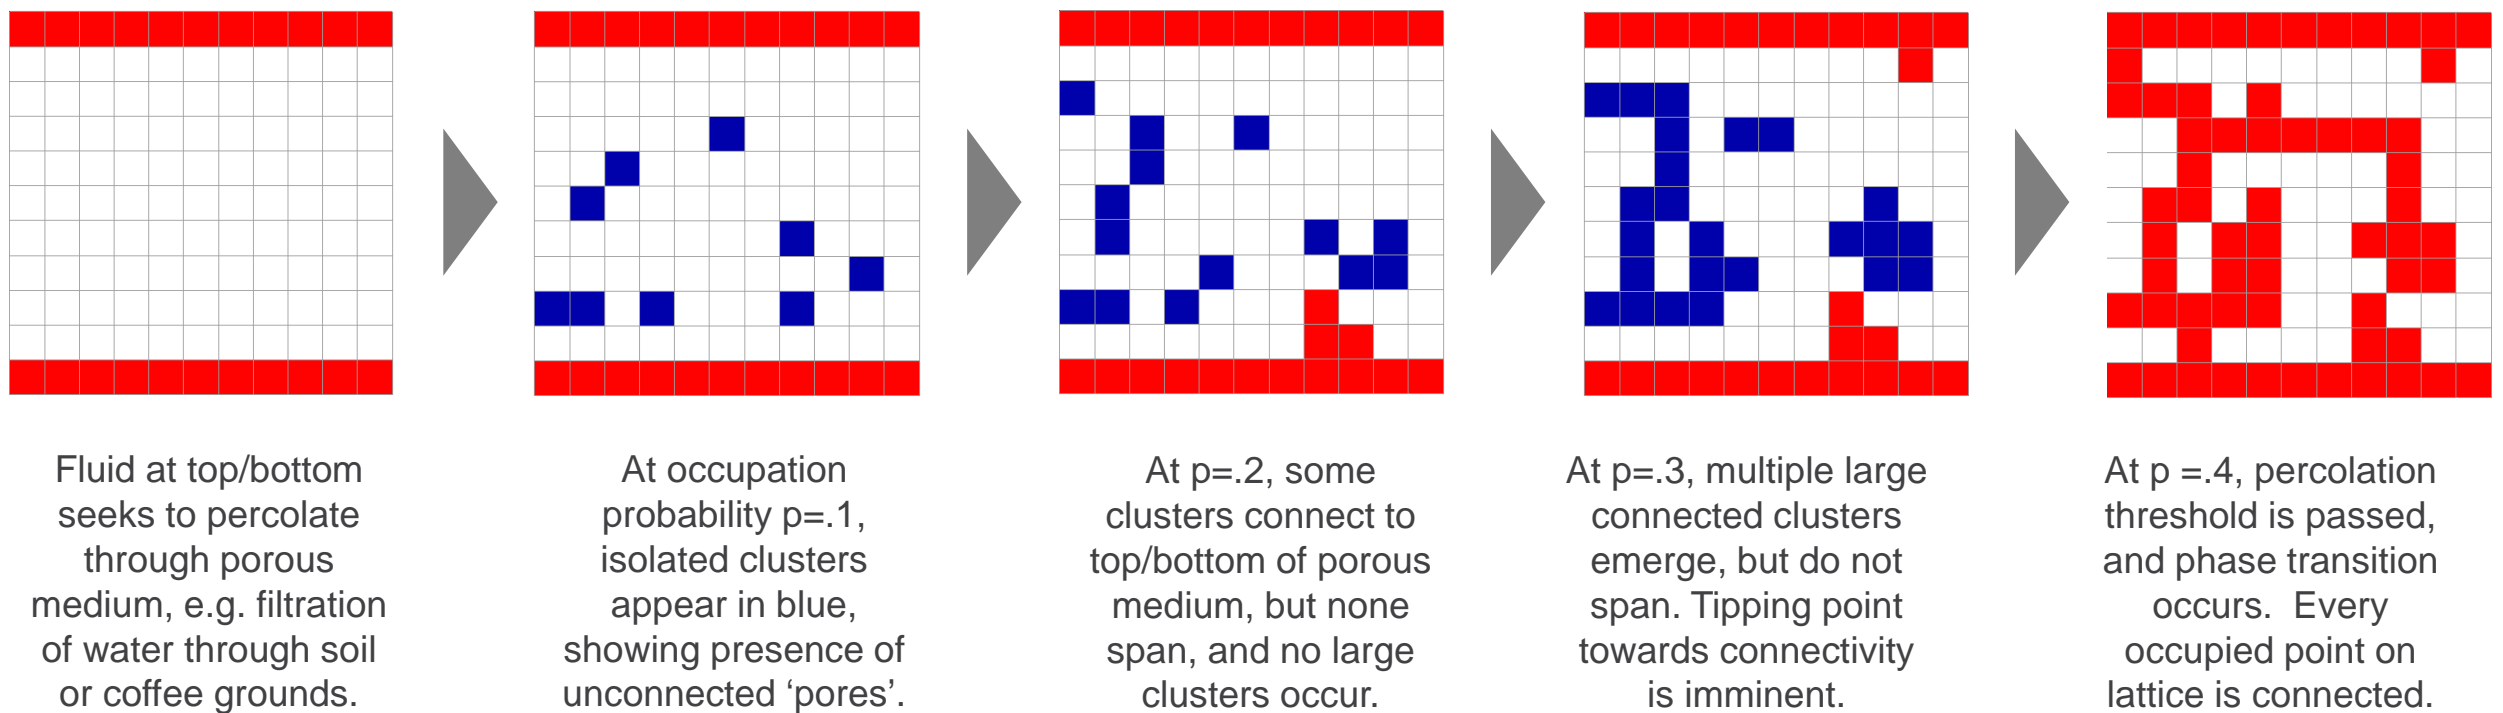 Fluid at top/bottom
seeks to percolate
through porous
medium, e.g. filtration
of water through soil
or coffee grounds.
At occupation
probability p=.1,
isolated clusters
appear in blue,
showing presence of
unconnected ‘pores’.
At p=.2, some
clusters connect to
top/bottom of porous
medium, but none
span, and no large
clusters occur.
At p=.3, multiple large
connected clusters
emerge, but do not
span. Tipping point
towards connectivity
is imminent.
At p =.4, percolation
threshold is passed,
and phase transition
occurs.  Every
occupied point on
lattice is connected.